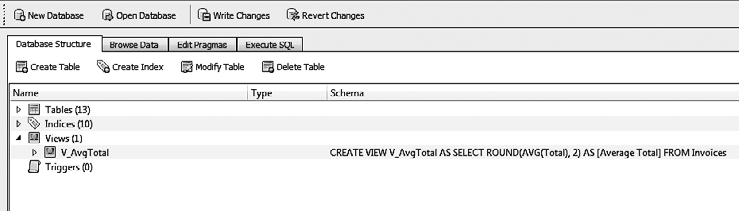 New Database Open Database Write Changes Revert Changes
Database Structure Browse Data Edit Pragmas Execute SQL
Create Table Create Index Modify Table Delete Table
Name Type Schema
Tables (13)
Indices (10)
Views (1)
V_AvgTotal CREATE VIEW V_AvgTotal AS SELECT ROUND(AVG(Total), 2) AS [Average Total] FROM Invoices
Triggers (0)